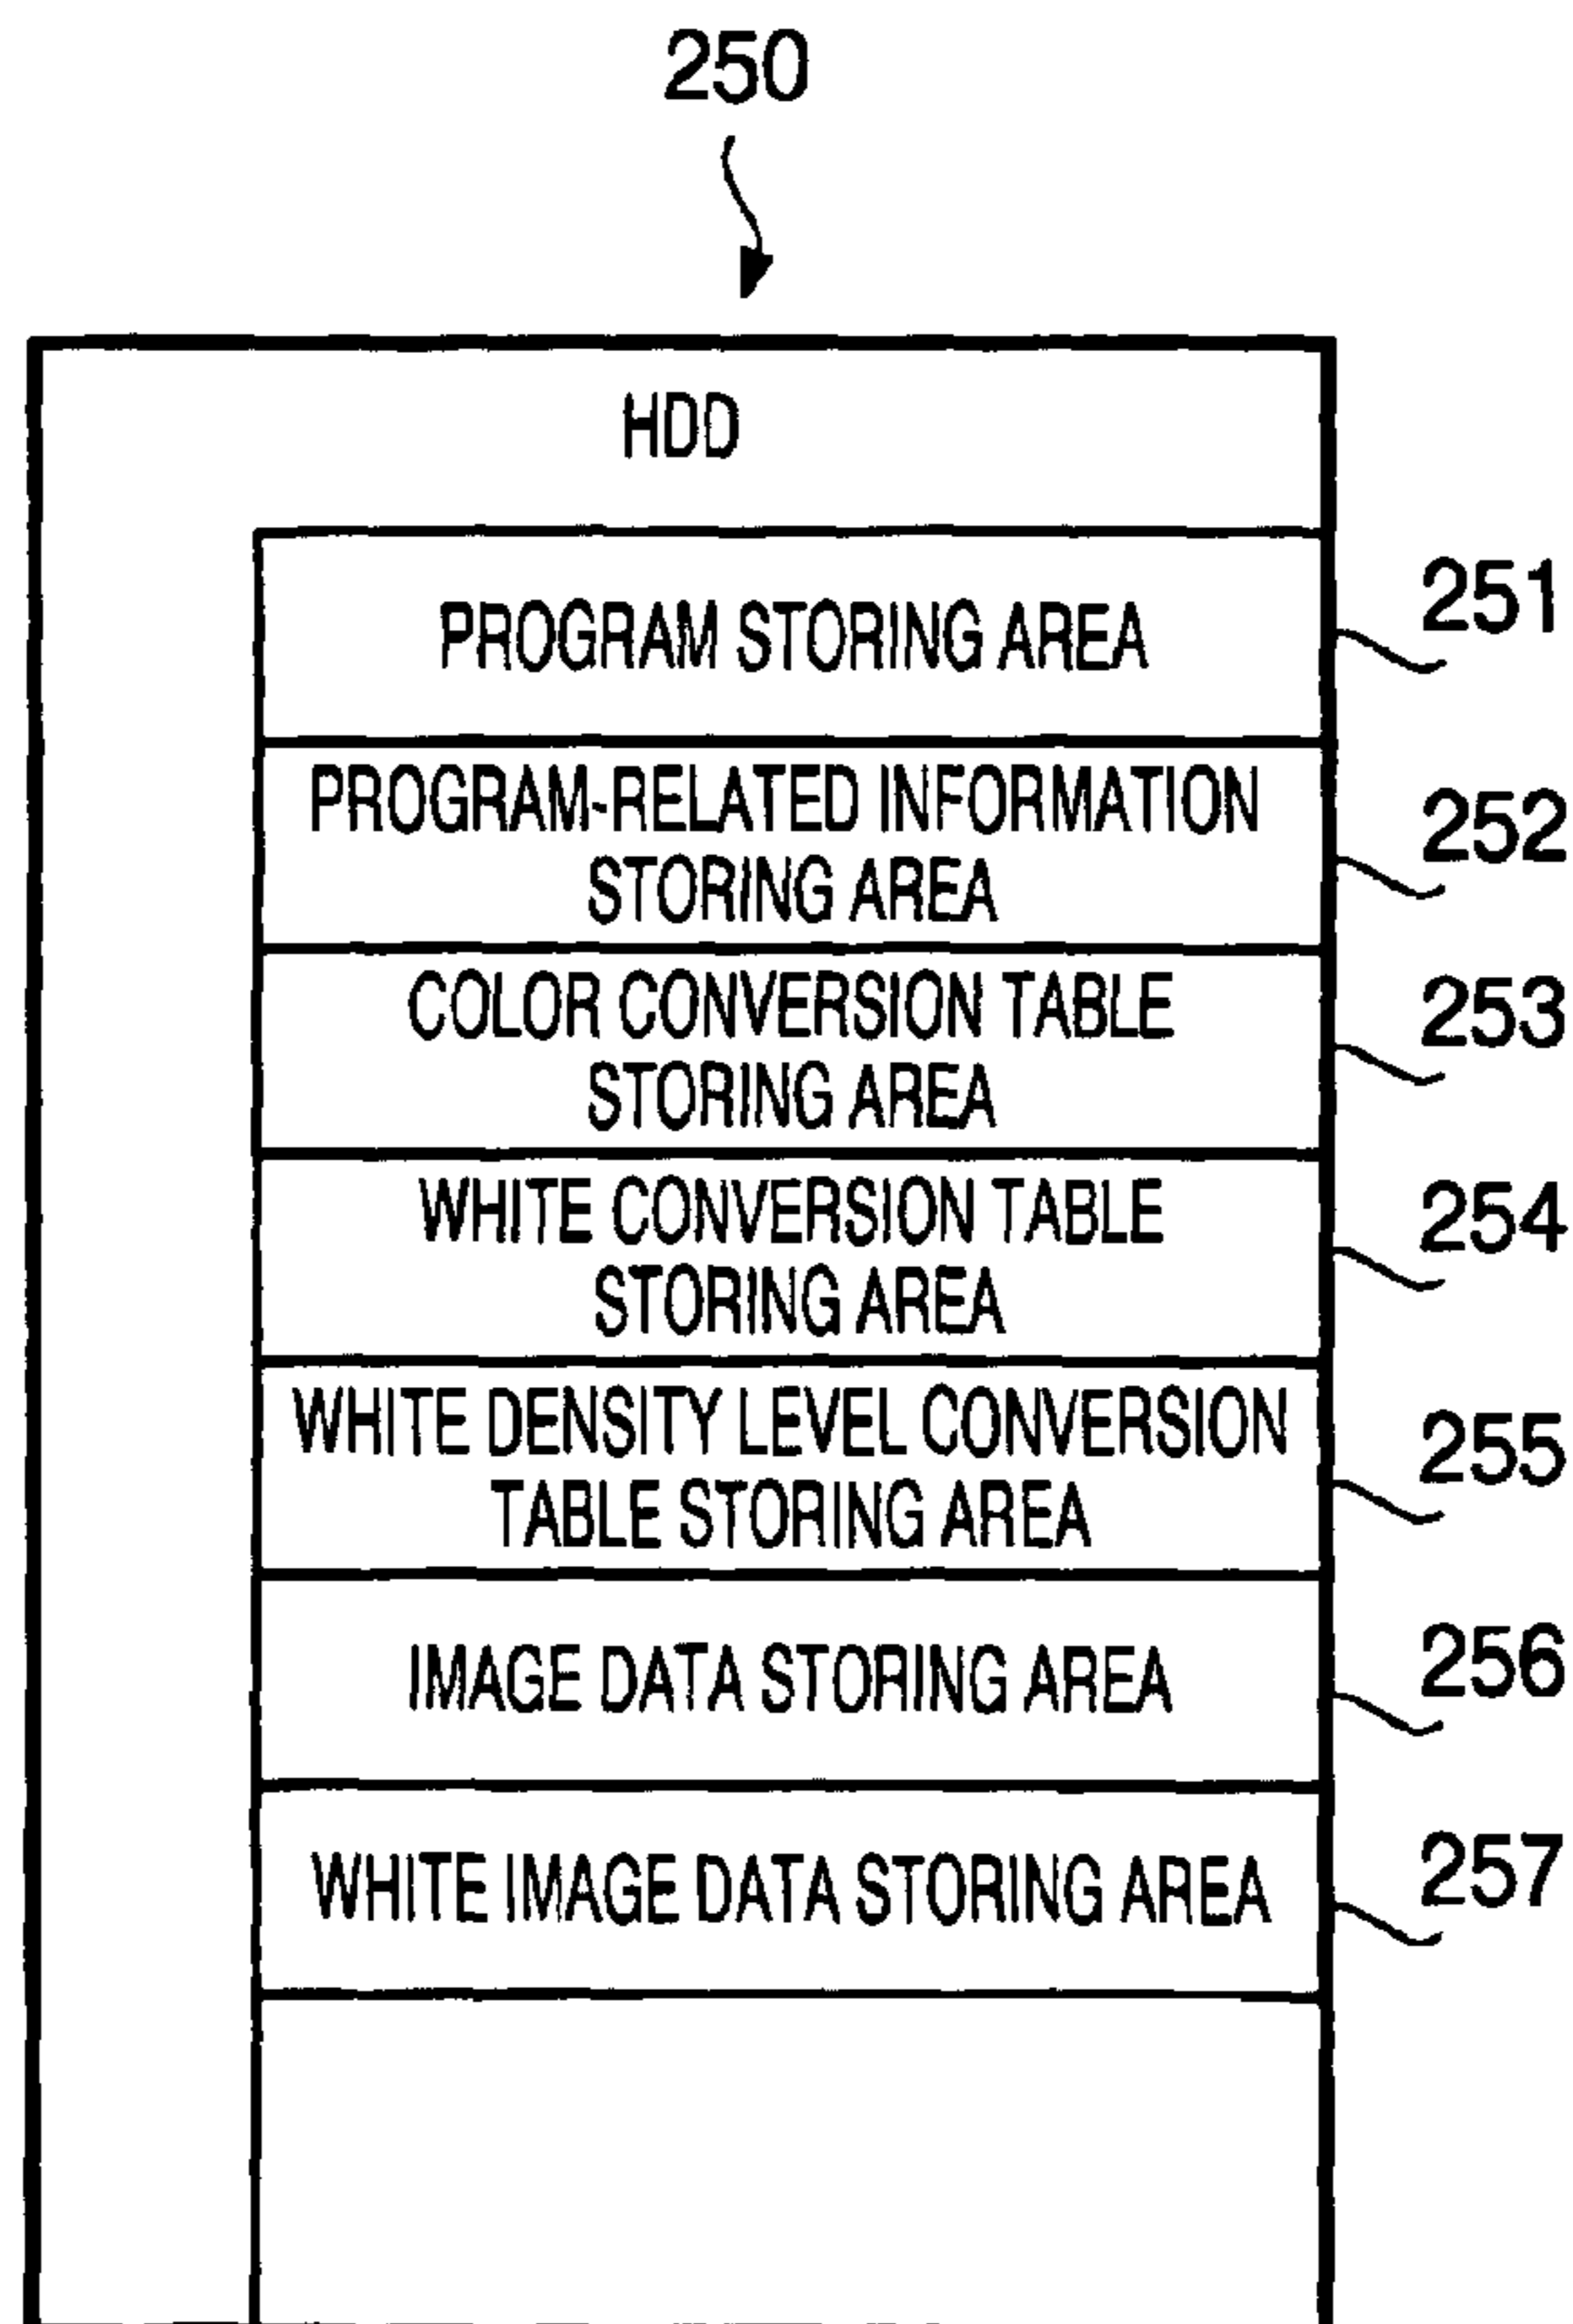 250
HDD
PROGRAM STORING AREA
251
PROGRAM-RELATED INFORMATION
STORING AREA
252
COLOR CONVERSION TABLE
STORING AREA
253
WHITE CONVERSION TABLE
STORING AREA
254
WHITE DENSITY LEVEL CONVERSION
TABLE STORING AREA
255
IMAGE DATA STORING AREA
256
WHITE IMAGE DATA STORING AREA
257